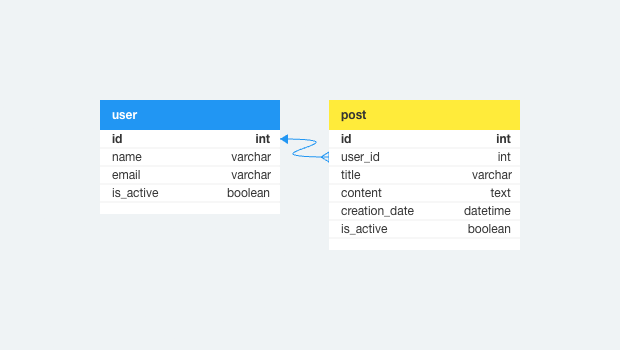 user
id int
name varchar
email varchar
is_active boolean
post
id int
user_id int
title varchar
content text
creation_date datetime
is_active boolean